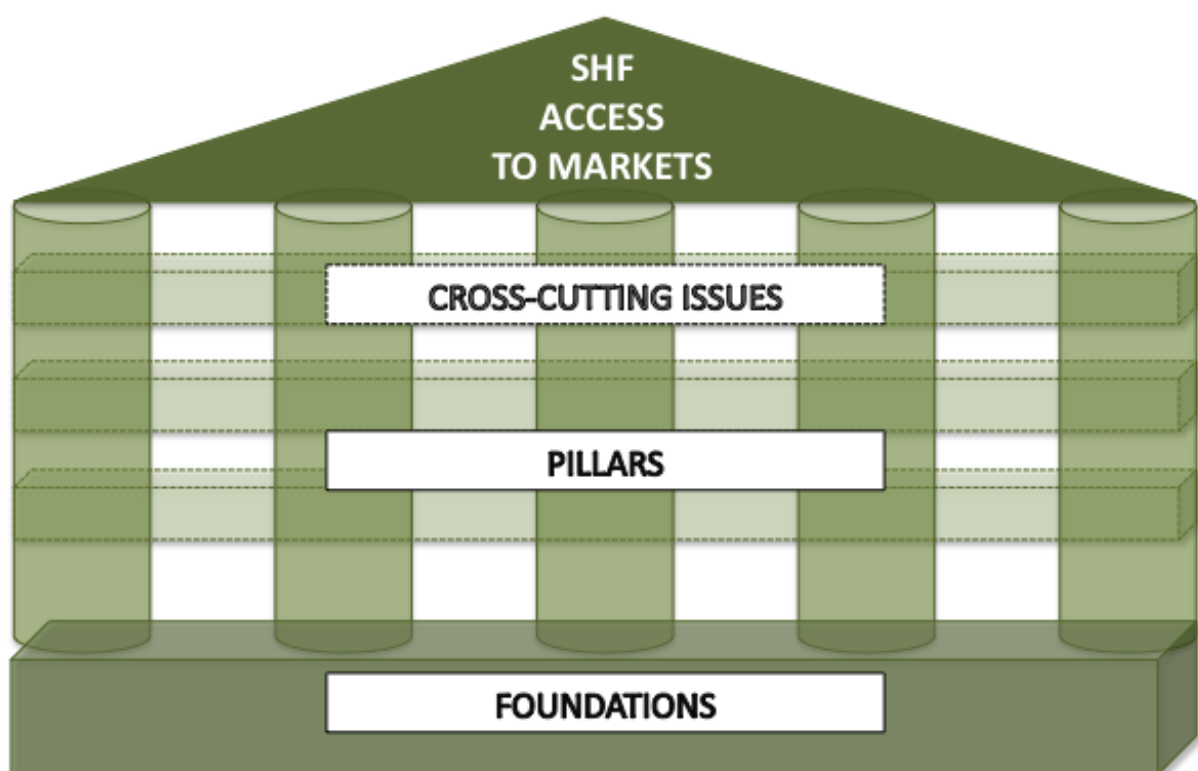 SHF
ACCESS
TO MARKETS
CROSS-CUTTING ISSUES
PILLARS
FOUNDATIONS